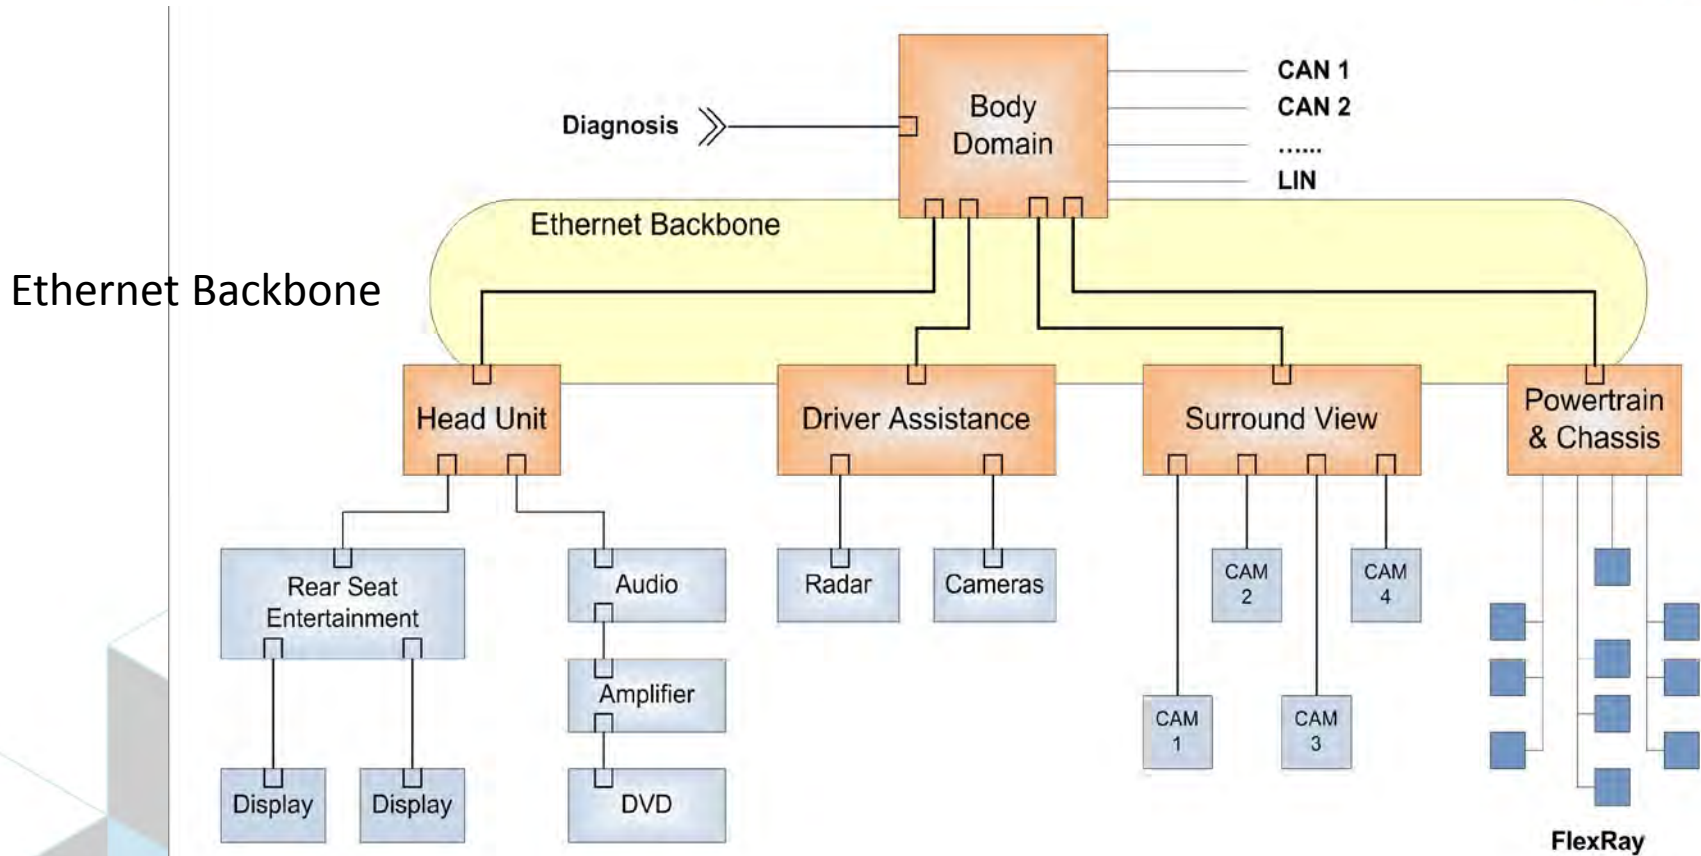 Body
Domain
CAN 1
CAN 2
......
LIN
Diagnosis
Ethernet Backbone
Ethernet Backbone
Head Unit
Driver Assistance
Surround View
Powertrain
& Chassis
Rear Seat
Entertainment
Audio
Radar
Cameras
CAM
2
CAM
4
Amplifier
CAM
1
CAM
3
Display
Display
DVD
FlexRay